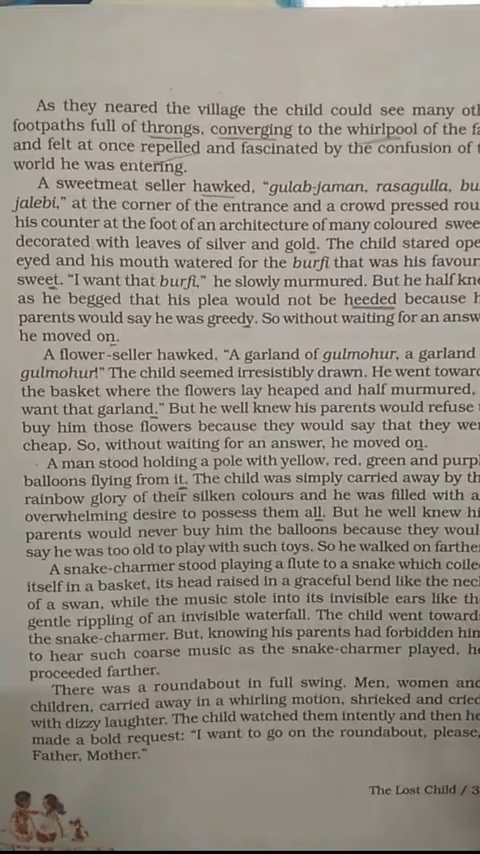 As they neared the village the child could see many oth
footpaths full of throngs, converging to the whirlpool of the fa
and felt at once repelled and fascinated by the confusion of t
world he was entering.
A sweetmeat seller hawked, “gulab-jaman, rasagulla, bu
jalebi,” at the corner of the entrance and a crowd pressed rou
his counter at the foot of an architecture of many coloured swee
decorated with leaves of silver and gold. The child stared ope
eyed and his mouth watered for the burfi that was his favour
sweet. “I want that burfi,” he slowly murmured. But he half kne
as he begged that his plea would not be heeded because h
parents would say he was greedy. So without waiting for an answ
he moved on.
A flower-seller hawked, “A garland of gulmohur, a garland
gulmohur!” The child seemed irresistibly drawn. He went toward
the basket where the flowers lay heaped and half murmured,
want that garland.” But he well knew his parents would refuse t
buy him those flowers because they would say that they wer
cheap. So, without waiting for an answer, he moved on.
A man stood holding a pole with yellow, red, green and purpl
balloons flying from it. The child was simply carried away by th
rainbow glory of their silken colours and he was filled with a
overwhelming desire to possess them all. But he well knew hi
parents would never buy him the balloons because they woul
say he was too old to play with such toys. So he walked on farthe
A snake-charmer stood playing a flute to a snake which coile
itself in a basket, its head raised in a graceful bend like the nec
of a swan, while the music stole into its invisible ears like th
gentle rippling of an invisible waterfall. The child went toward
the snake-charmer. But, knowing his parents had forbidden him
to hear such coarse music as the snake-charmer played, he
proceeded farther.
There was a roundabout in full swing. Men, women and
children, carried away in a whirling motion, shrieked and cried
with dizzy laughter. The child watched them intently and then he
made a bold request: “I want to go on the roundabout, please,
Father, Mother.”
The Lost Child / 3